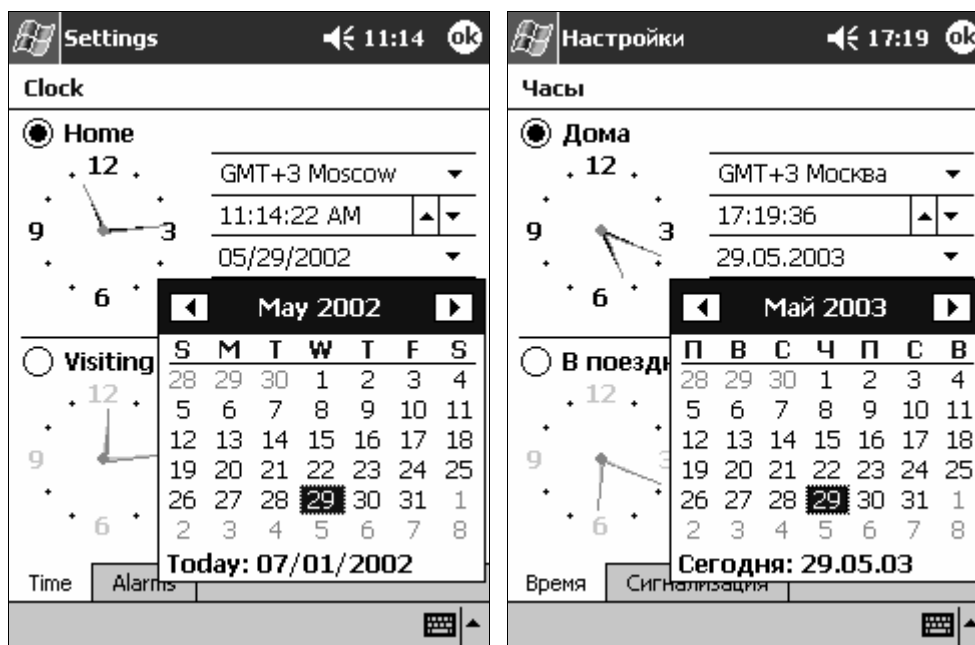 Settings 11:14 ok
Clock
Home
12
9 3
6
GMT+3 Moscow
11:14:22 AM
05/29/2002
May 2002
S M T W T F S
28 29 30 1 2 3 4
5 6 7 8 9 10 11
12 13 14 15 16 17 18
19 20 21 22 23 24 25
26 27 28 29 30 31 1
2 3 4 5 6 7 8
Today: 07/01/2002
Visiting
12
9
6
Time Alarms
Настройки 17:19 ok
Часы
Дома
12
9 3
6
GMT+3 Москва
17:19:36
29.05.2003
Май 2003
П В С Ч П С В
28 29 30 1 2 3 4
5 6 7 8 9 10 11
12 13 14 15 16 17 18
19 20 21 22 23 24 25
26 27 28 29 30 31 1
2 3 4 5 6 7 8
Сегодня: 29.05.03
В поездк
12
9 3
6
Время Сигнализация